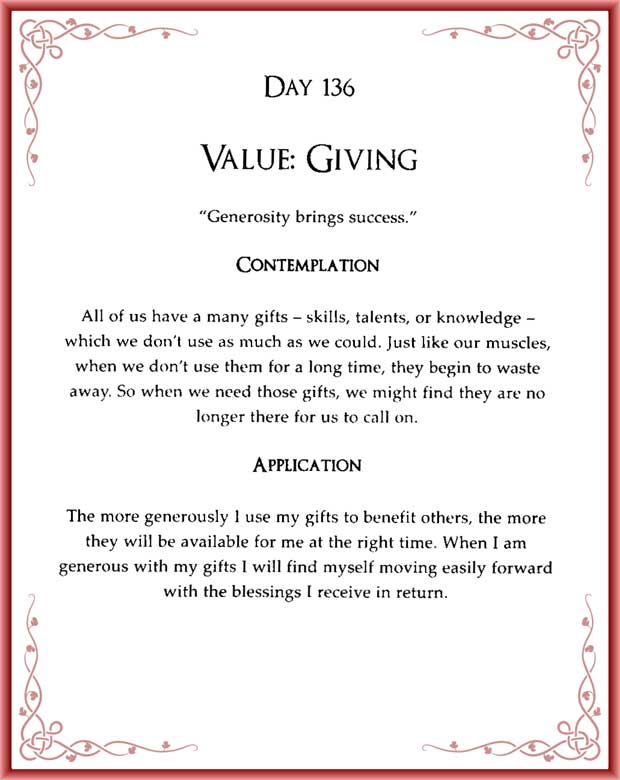 Day 136
Value: Giving
“Generosity brings success.”
Contemplation
All of us have a many gifts – skills, talents, or knowledge –
which we don't use as much as we could. Just like our muscles,
when we don't use them for a long time, they begin to waste
away. So when we need those gifts, we might find they are no
longer there for us to call on.
Application
The more generously I use my gifts to benefit others, the more
they will be available for me at the right time. When I am
generous with my gifts I will find myself moving easily forward
with the blessings I receive in return.